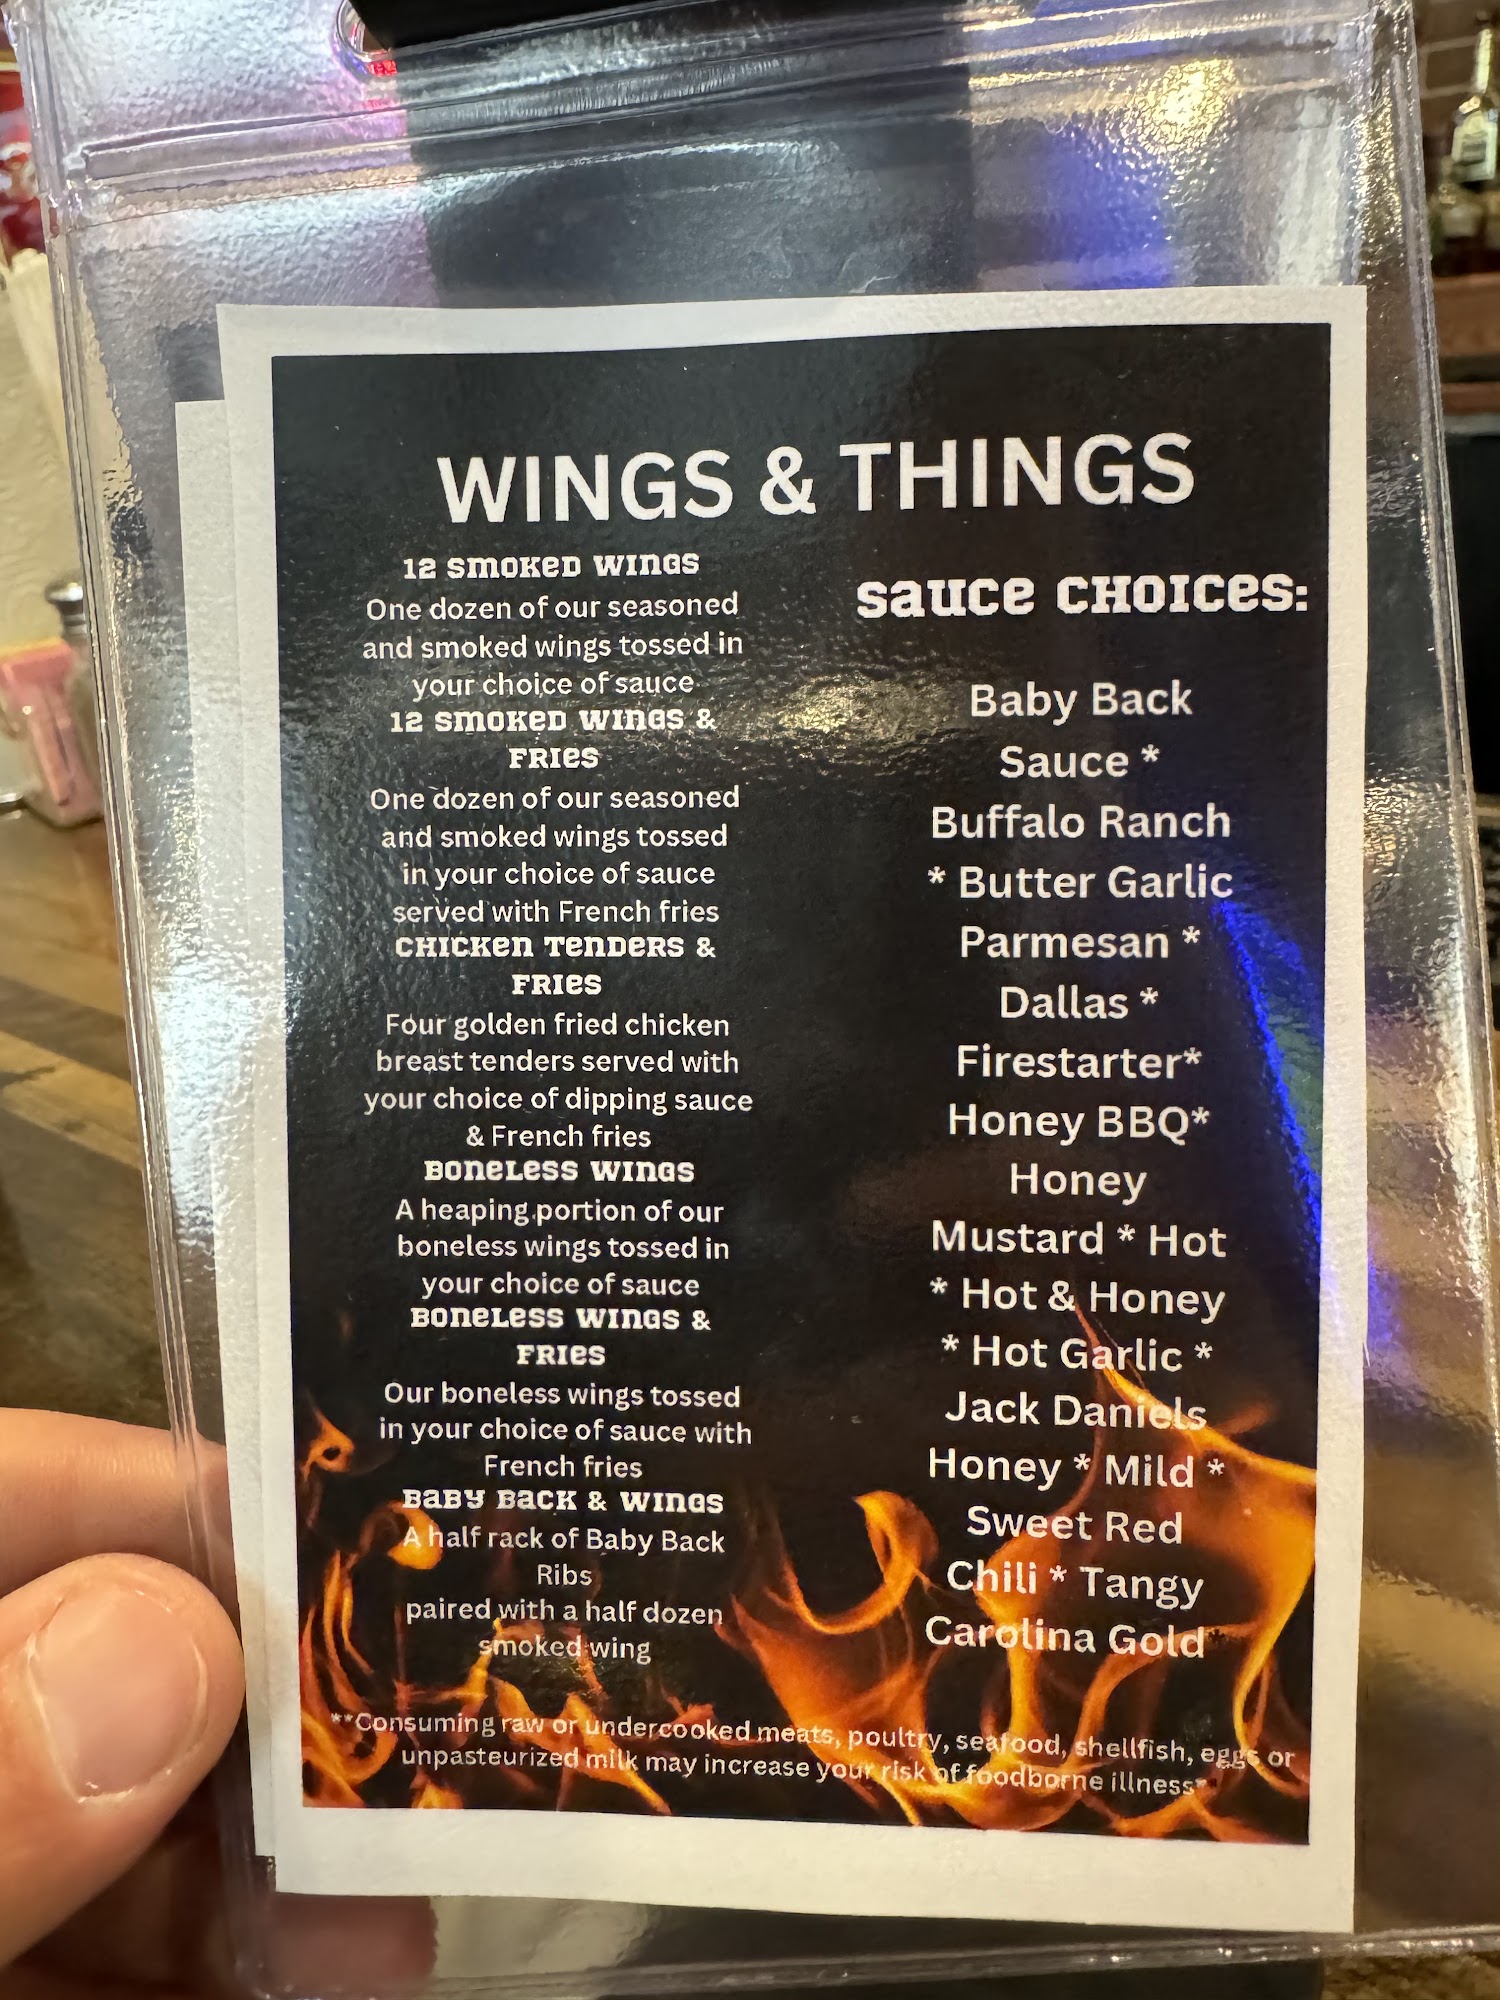 WINGS & THINGS
12 SMOKED WINGS
One dozen of our seasoned
and smoked wings tossed in
your choice of sauce
12 SMOKED WINGS &
FRIES
One dozen of our seasoned
and smoked wings tossed
in your choice of sauce
served with French fries
CHICKEN TENDERS &
FRIES
Four golden fried chicken
breast tenders served with
your choice of dipping sauce
& French fries
BONELESS WINGS
A heaping portion of our
boneless wings tossed in
your choice of sauce
BONELESS WINGS &
FRIES
Our boneless wings tossed
in your choice of sauce with
French fries
BABY BACK & WINGS
A half rack of Baby Back
Ribs
paired with a half dozen
smoked wing
SAUCE CHOICES:
Baby Back
Sauce *
Buffalo Ranch
* Butter Garlic
Parmesan *
Dallas *
Firestarter*
Honey BBQ*
Honey
Mustard * Hot
* Hot & Honey
* Hot Garlic *
Jack Daniels
Honey * Mild *
Sweet Red
Chili * Tangy
Carolina Gold
**Consuming raw or undercooked meats, poultry, seafood, shellfish, eggs or
unpasteurized milk may increase your risk of foodborne illness**